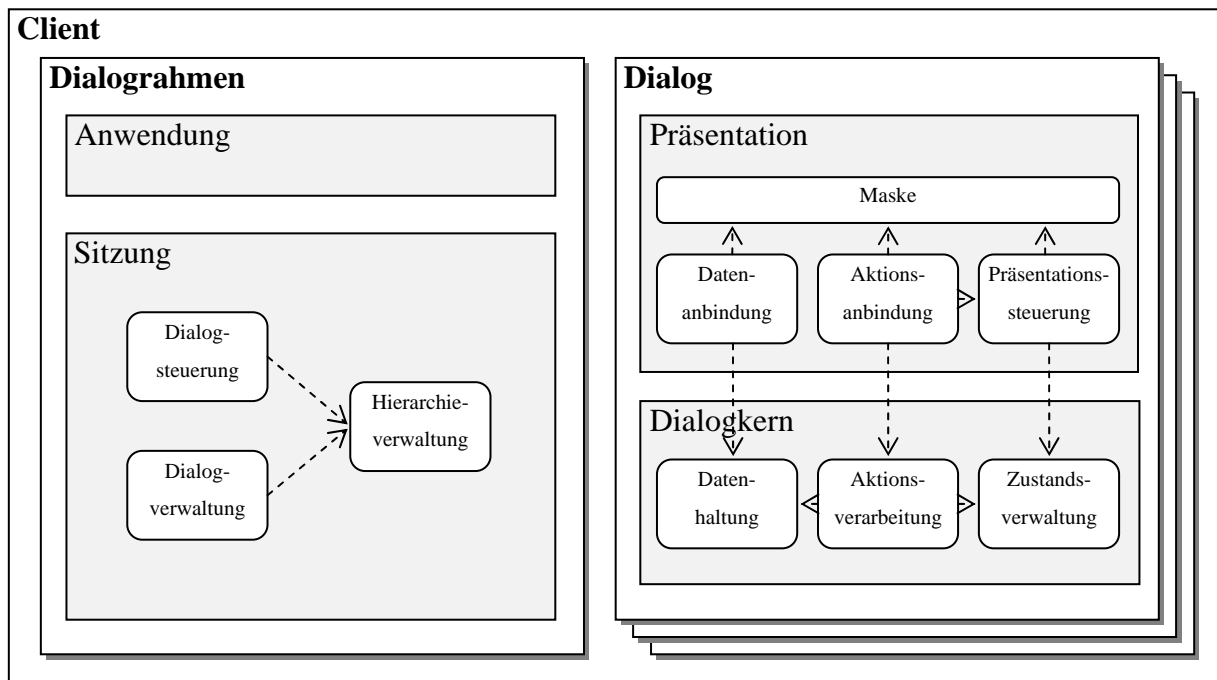 Client
Dialograhmen
Anwendung
Sitzung
Dialog-
steuerung
Hierarchie-
verwaltung
Dialog-
verwaltung
Dialog
Präsentation
Maske
Daten-
anbindung
Aktions-
anbindung
Präsentations-
steuerung
Dialogkern
Daten-
haltung
Aktions-
verarbeitung
Zustands-
verwaltung